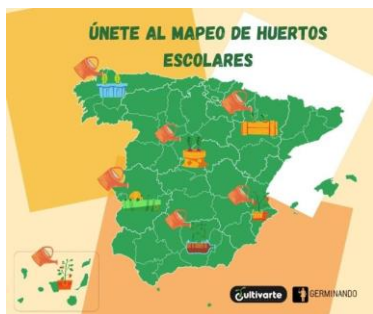 ÚNETE AL MAPEO DE HUERTOS
ESCOLARES
Cultivarte
GERMINANDO